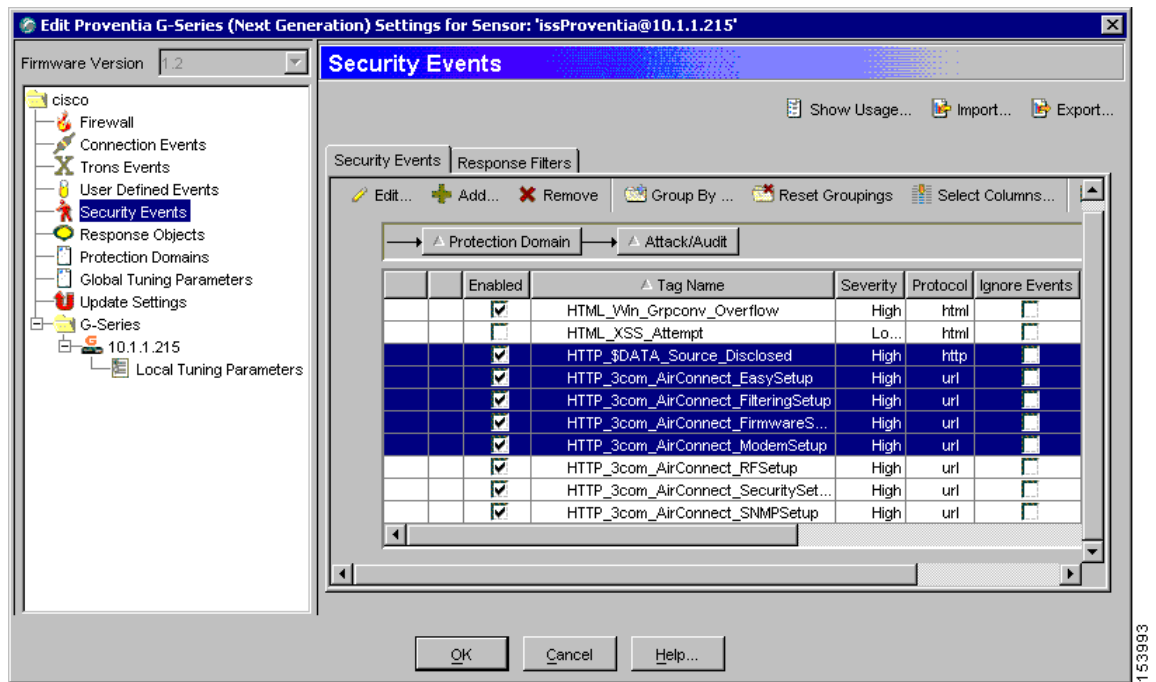 Edit Proventia G-Series (Next Generation) Settings for Sensor: 'issProventia@10.1.1.215'
Firmware Version 1.2
cisco
Firewall
Connection Events
Trons Events
User Defined Events
Security Events
Response Objects
Protection Domains
Global Tuning Parameters
Update Settings
G-Series
10.1.1.215
Local Tuning Parameters
Security Events
Show Usage... Import... Export...
Security Events Response Filters
Edit... Add... Remove Group By ... Reset Groupings Select Columns...
Protection Domain Attack/Audit
Enabled Tag Name Severity Protocol Ignore Events
HTML_Win_Grpconv_Overflow High html
HTML_XSS_Attempt Lo... html
HTTP_$DATA_Source_Disclosed High http
HTTP_3com_AirConnect_EasySetup High url
HTTP_3com_AirConnect_FilteringSetup High url
HTTP_3com_AirConnect_FirmwareS... High url
HTTP_3com_AirConnect_ModemSetup High url
HTTP_3com_AirConnect_RFSetup High url
HTTP_3com_AirConnect_SecuritySet... High url
HTTP_3com_AirConnect_SNMPSetup High url
OK Cancel Help...
153993